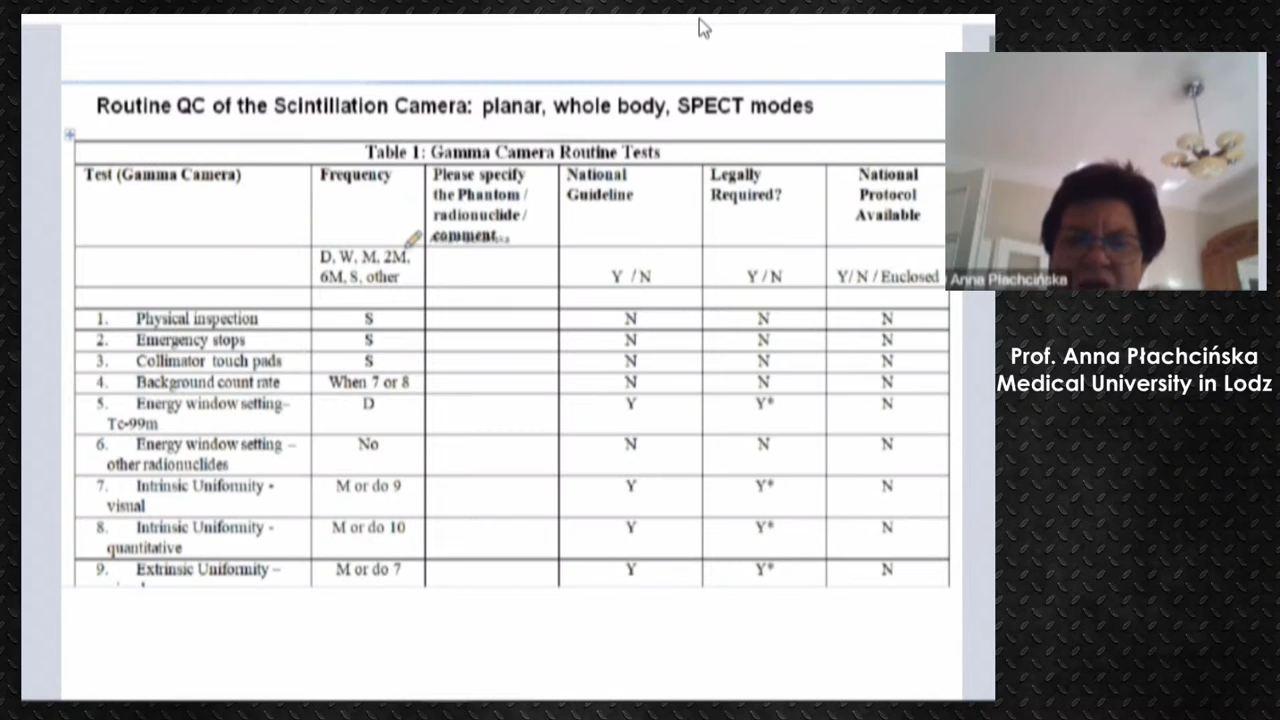 Routine QC of the Scintillation Camera: planar, whole body, SPECT modes
Table 1: Gamma Camera Routine Tests
Test (Gamma Camera) Frequency Please specify National Legally National
the Phantom / Guideline Required? Protocol
radionuclide / Available
comment...
D, W, M, 2M,
6M, S, other Y / N Y / N Y/ N / Enclosed
1. Physical inspection S N N N
2. Emergency stops S N N N
3. Collimator touch pads S N N N
4. Background count rate When 7 or 8 N N N
5. Energy window setting– D Y Y* N
Tc-99m
6. Energy window setting – No N N N
other radionuclides
7. Intrinsic Uniformity - M or do 9 Y Y* N
visual
8. Intrinsic Uniformity - M or do 10 Y Y* N
quantitative
9. Extrinsic Uniformity – M or do 7 Y Y* N
Anna Płachcińska
Prof. Anna Płachcińska
Medical University in Lodz